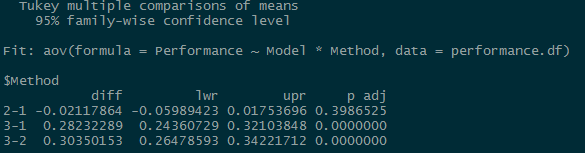 Tukey multiple comparisons of means
95% family-wise confidence level
Fit: aov(formula = Performance ~ Model * Method, data = performance.df)
$Method
diff lwr upr p adj
2-1 -0.02117864 -0.05989423 0.01753696 0.3986525
3-1 0.28232289 0.24360729 0.32103848 0.0000000
3-2 0.30350153 0.26478593 0.34221712 0.0000000